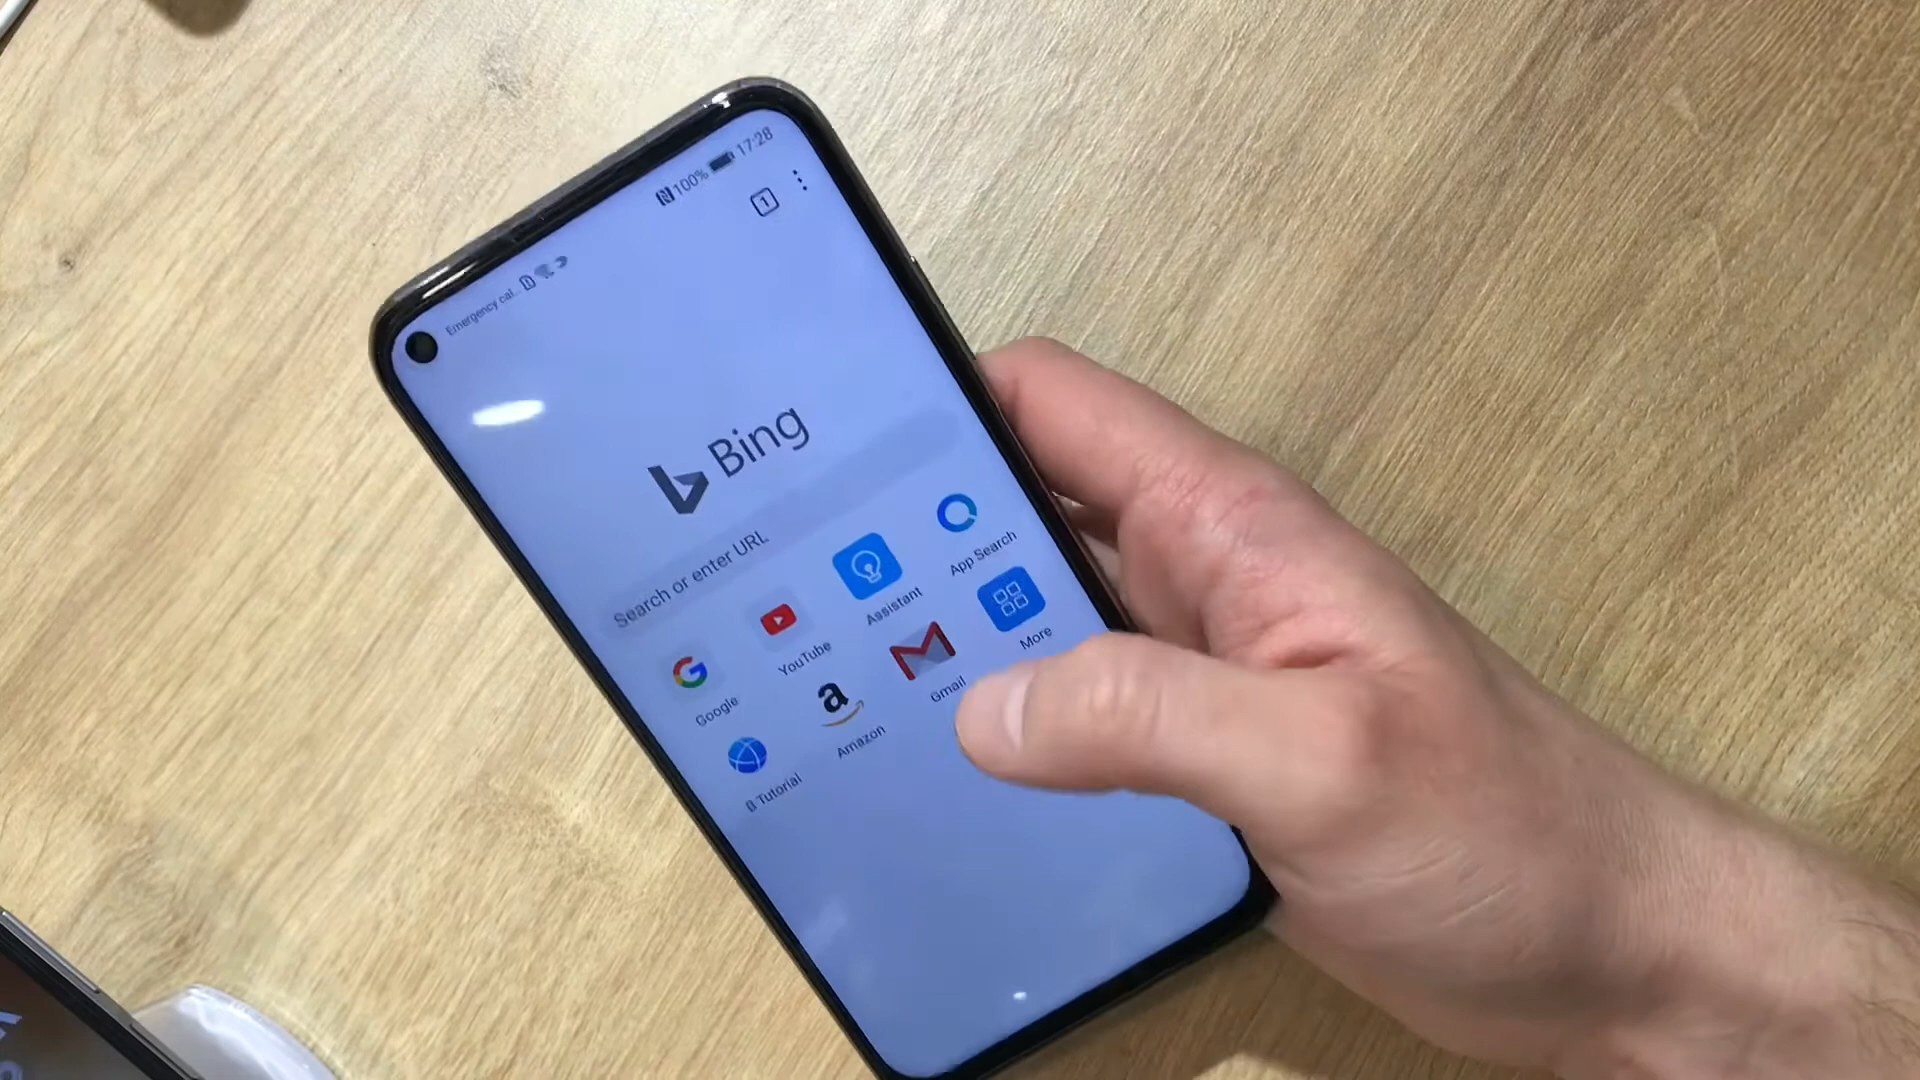 Emergency cal...
100% 17:28
1
Bing
Search or enter URL
Google
YouTube
Assistant
App Search
β Tutorial
a
Amazon
Gmail
More